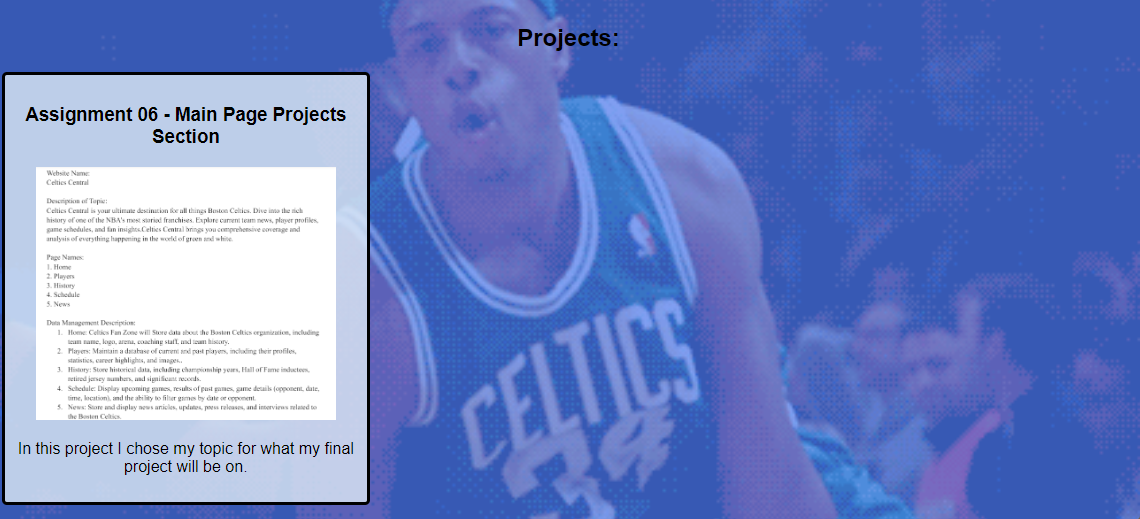 Projects:
Assignment 06 - Main Page Projects
Section
Website Name:
Celtics Central
Description of Topic:
Celtics Central is your ultimate destination for all things Boston Celtics. Dive into the rich
history of one of the NBA's most storied franchises. Explore current team news, player profiles,
game schedules, and fan insights.Celtics Central brings you comprehensive coverage and
analysis of everything happening in the world of green and white.
Page Names:
1. Home
2. Players
3. History
4. Schedule
5. News
Data Management Description:
1. Home: Celtics Fan Zone will Store data about the Boston Celtics organization, including
team name, logo, arena, coaching staff, and team history.
2. Players: Maintain a database of current and past players, including their profiles,
statistics, career highlights, and images..
3. History: Store historical data, including championship years, Hall of Fame inductees,
retired jersey numbers, and significant records.
4. Schedule: Display upcoming games, results of past games, game details (opponent, date,
time, location), and the ability to filter games by date or opponent.
5. News: Store and display news articles, updates, press releases, and interviews related to
the Boston Celtics.
In this project I chose my topic for what my final
project will be on.
CELTICS
34